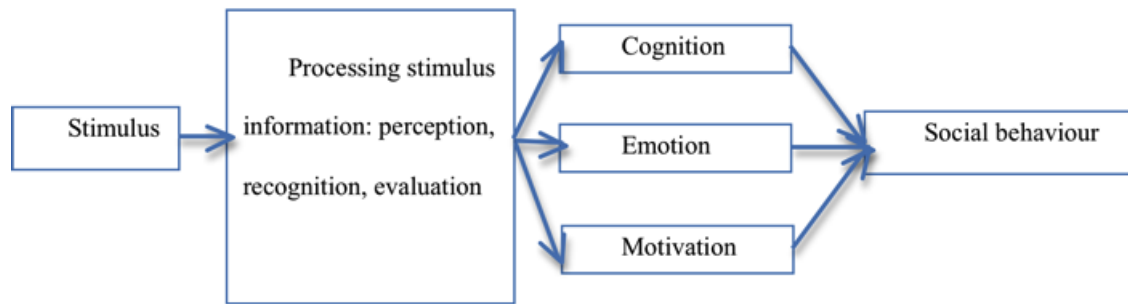 Stimulus
Processing stimulus
information: perception,
recognition, evaluation
Cognition
Emotion
Motivation
Social behaviour